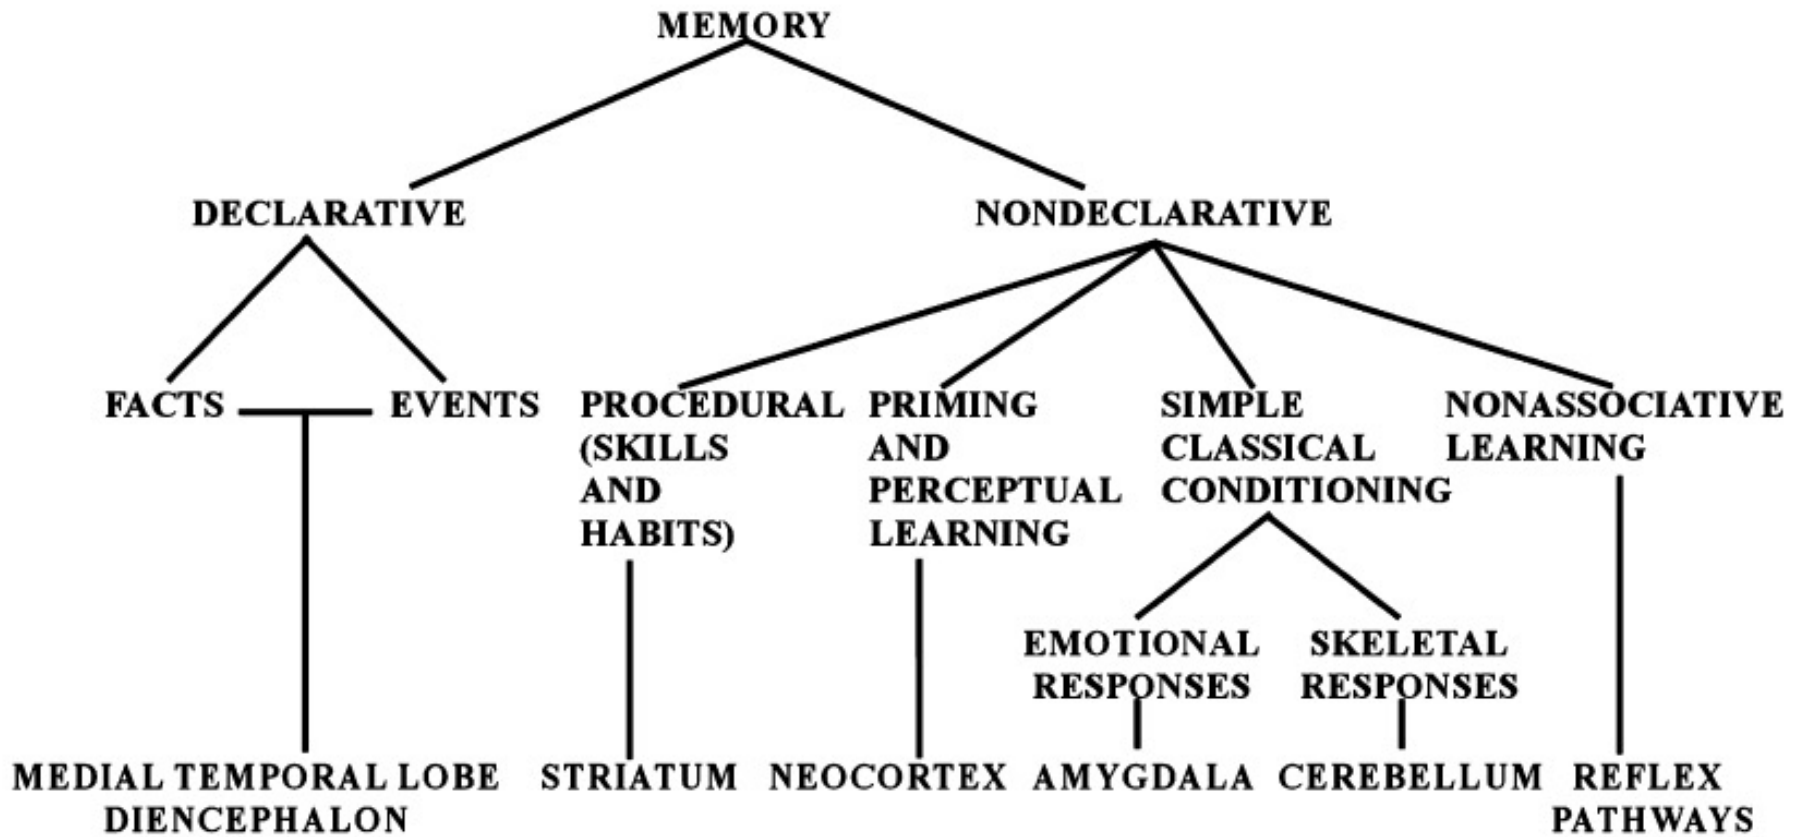 MEMORY
DECLARATIVE
NONDECLARATIVE
FACTS
EVENTS
PROCEDURAL
(SKILLS
AND
HABITS)
PRIMING
AND
PERCEPTUAL
LEARNING
SIMPLE
CLASSICAL
CONDITIONING
NONASSOCIATIVE
LEARNING
EMOTIONAL
RESPONSES
SKELETAL
RESPONSES
MEDIAL TEMPORAL LOBE
DIENCEPHALON
STRIATUM
NEOCORTEX
AMYGDALA
CEREBELLUM
REFLEX
PATHWAYS